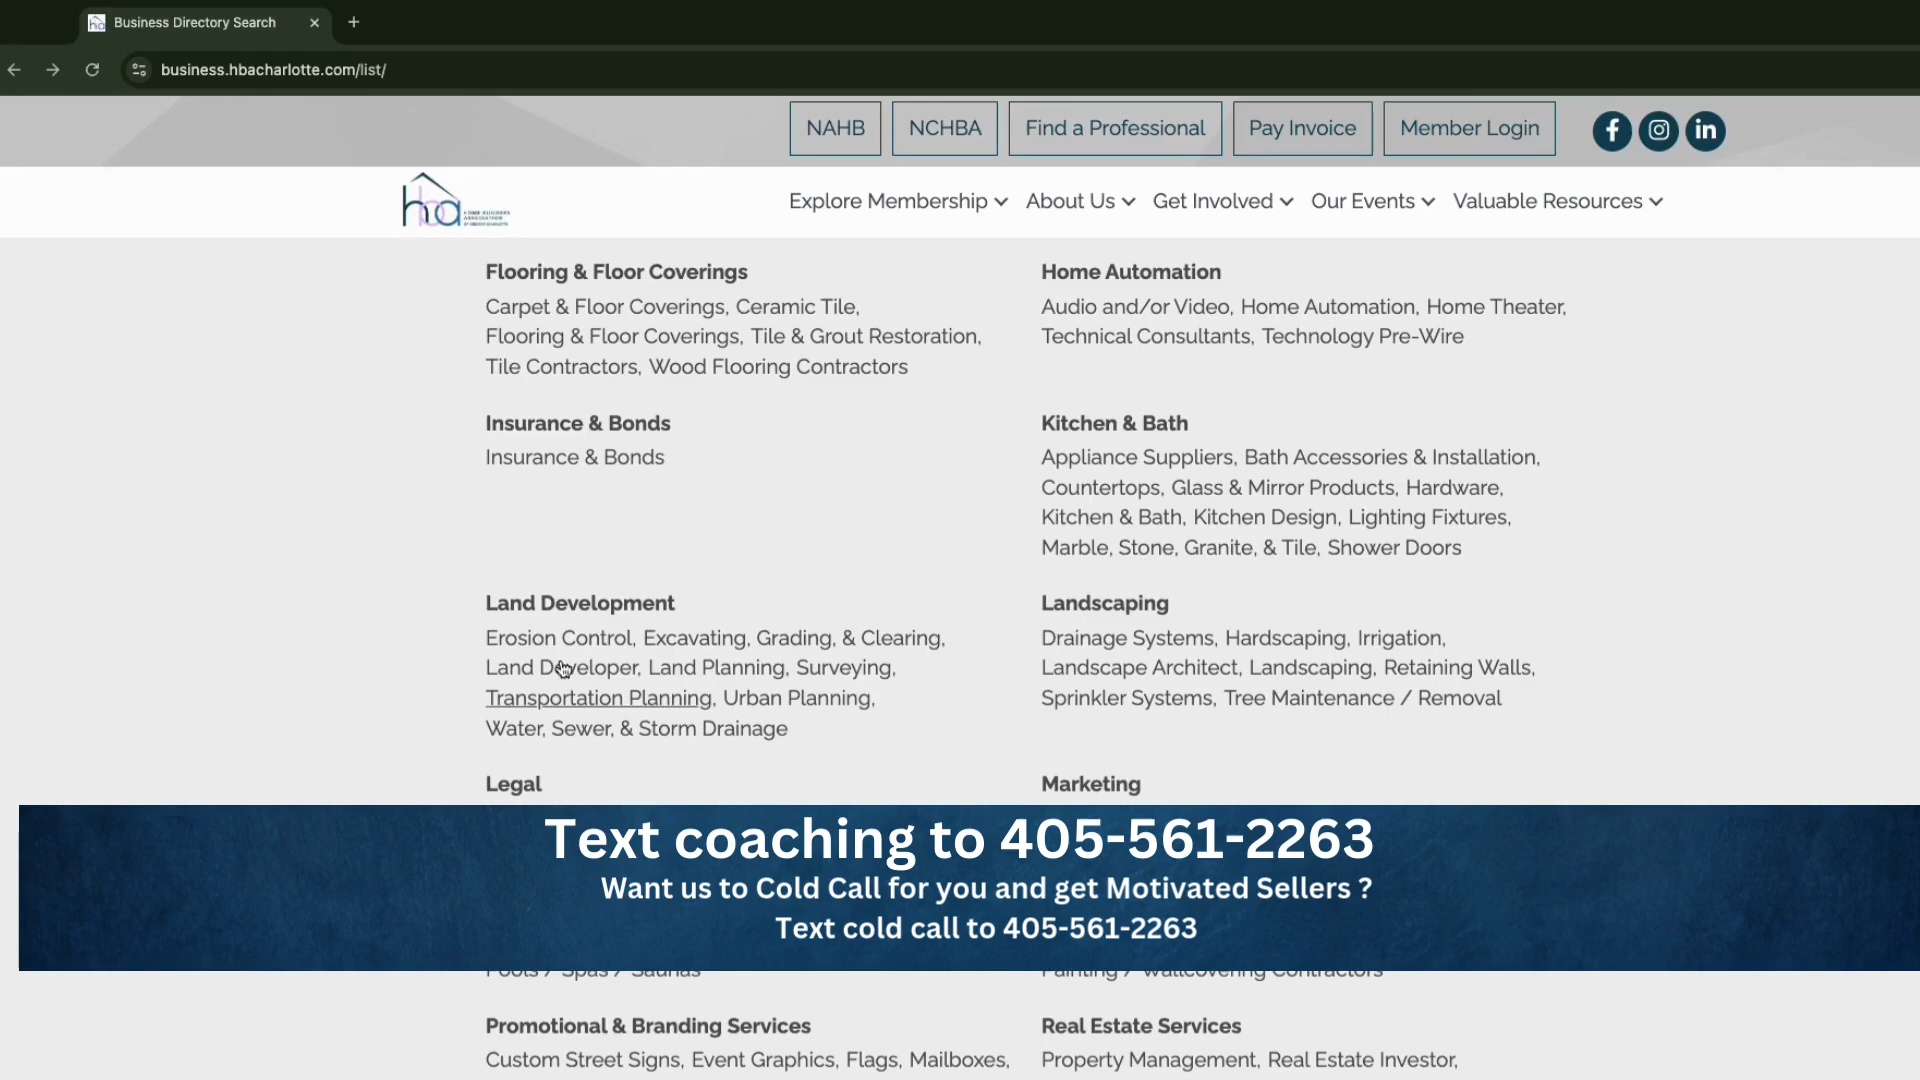 Business Directory Search
business.hbacharlotte.com/list/
NAHB
NCHBA
Find a Professional
Pay Invoice
Member Login
hba
Explore Membership
About Us
Get Involved
Our Events
Valuable Resources
Flooring & Floor Coverings
Carpet & Floor Coverings, Ceramic Tile,
Flooring & Floor Coverings, Tile & Grout Restoration,
Tile Contractors, Wood Flooring Contractors
Home Automation
Audio and/or Video, Home Automation, Home Theater,
Technical Consultants, Technology Pre-Wire
Insurance & Bonds
Insurance & Bonds
Kitchen & Bath
Appliance Suppliers, Bath Accessories & Installation,
Countertops, Glass & Mirror Products, Hardware,
Kitchen & Bath, Kitchen Design, Lighting Fixtures,
Marble, Stone, Granite, & Tile, Shower Doors
Land Development
Erosion Control, Excavating, Grading, & Clearing,
Land Developer, Land Planning, Surveying,
Transportation Planning, Urban Planning,
Water, Sewer, & Storm Drainage
Landscaping
Drainage Systems, Hardscaping, Irrigation,
Landscape Architect, Landscaping, Retaining Walls,
Sprinkler Systems, Tree Maintenance / Removal
Legal
Marketing
Text coaching to 405-561-2263
Want us to Cold Call for you and get Motivated Sellers ?
Text cold call to 405-561-2263
Pools / Spas / Saunas
Painting / Wallcovering Contractors
Promotional & Branding Services
Custom Street Signs, Event Graphics, Flags, Mailboxes,
Real Estate Services
Property Management, Real Estate Investor,